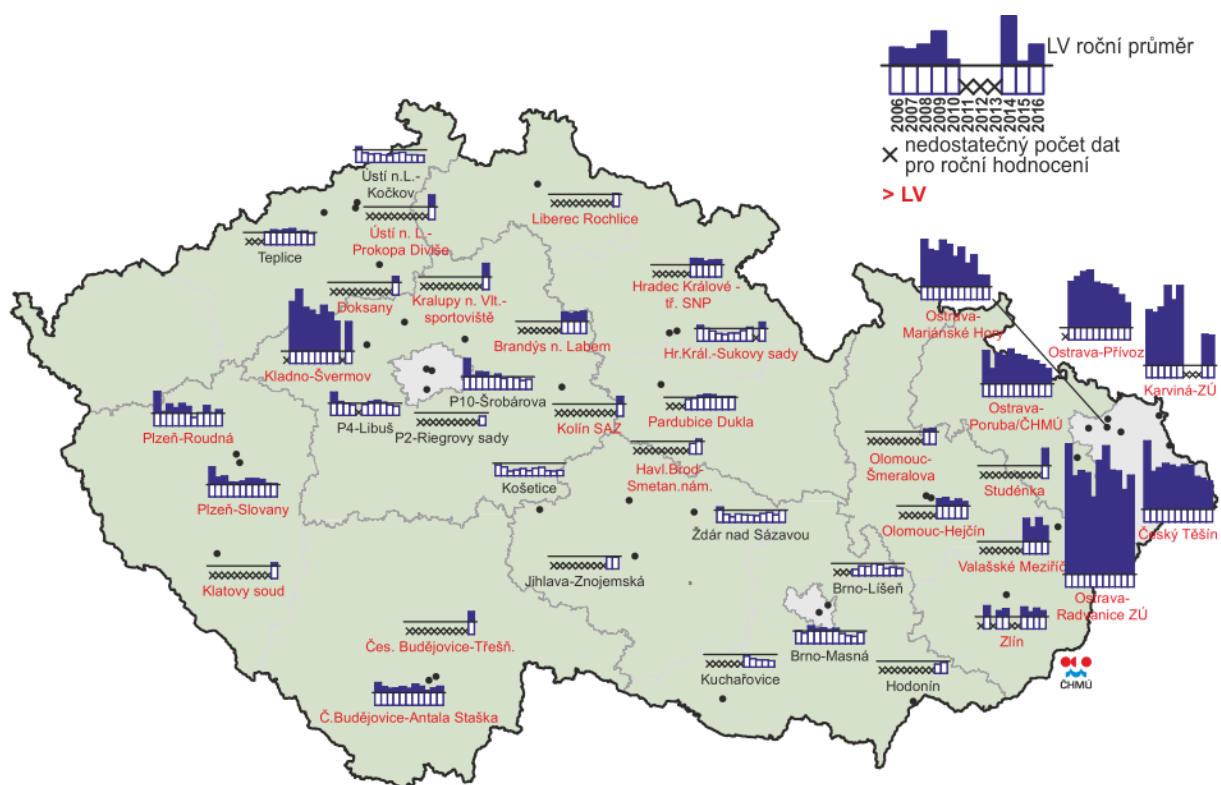 LV roční průměr
2006
2007
2008
2009
2010
2011
2012
2013
2014
2015
2016
nedostatečný počet dat
pro roční hodnocení
> LV
Ústí n.L.-
Kočkov
Liberec Rochlice
Ústí n. L.-
Prokopa Diviše
Teplice
Doksany
Kralupy n. Vlt.-
sportoviště
Hradec Králové -
tř. SNP
Ostrava-
Mariánské Hory
Ostrava-Přívoz
Karviná-ZÚ
Kladno-Švermov
Brandýs n. Labem
Hr.Král.-Sukovy sady
Ostrava-
Poruba/ČHMÚ
P10-Šrobárova
Plzeň-Roudná
P4-Libuš
P2-Riegrovy sady
Kolín SAZ
Pardubice Dukla
Olomouc-
Šmeralova
Havl.Brod-
Smetan.nám.
Studénka
Košetice
Plzeň-Slovany
Ždár nad Sázavou
Olomouc-Hejčín
Český Těšín
Valašské Meziříč
Klatovy soud
Jihlava-Znojemská
Brno-Líšeň
Ostrava-
Radvanice ZÚ
Čes. Budějovice-Třešň.
Zlín
Brno-Masná
Kuchařovice
Hodonín
ČHMÚ
Č.Budějovice-Antala Staška